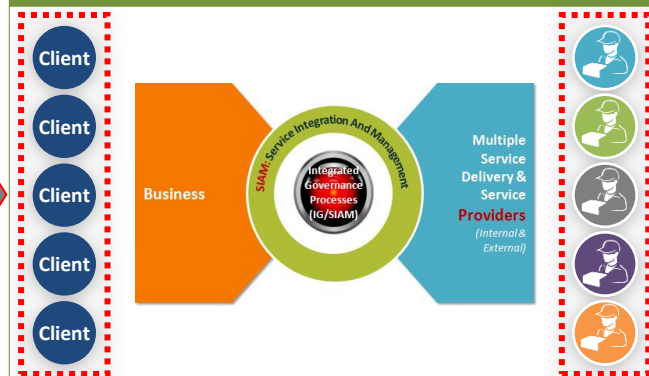 Client
Client
Client
Client
Client
Business
SIAM: Service Integration And Management
Integrated
Governance
Processes
(IG/SIAM)
Multiple
Service
Delivery &
Service
Providers
(Internal &
External)